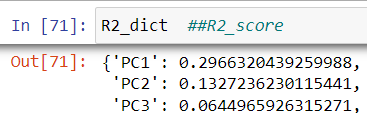 In [71]: R2_dict ##R2_score
Out[71]: {'PC1': 0.2966320439259988,
'PC2': 0.1327236230115441,
'PC3': 0.0644965926315271,